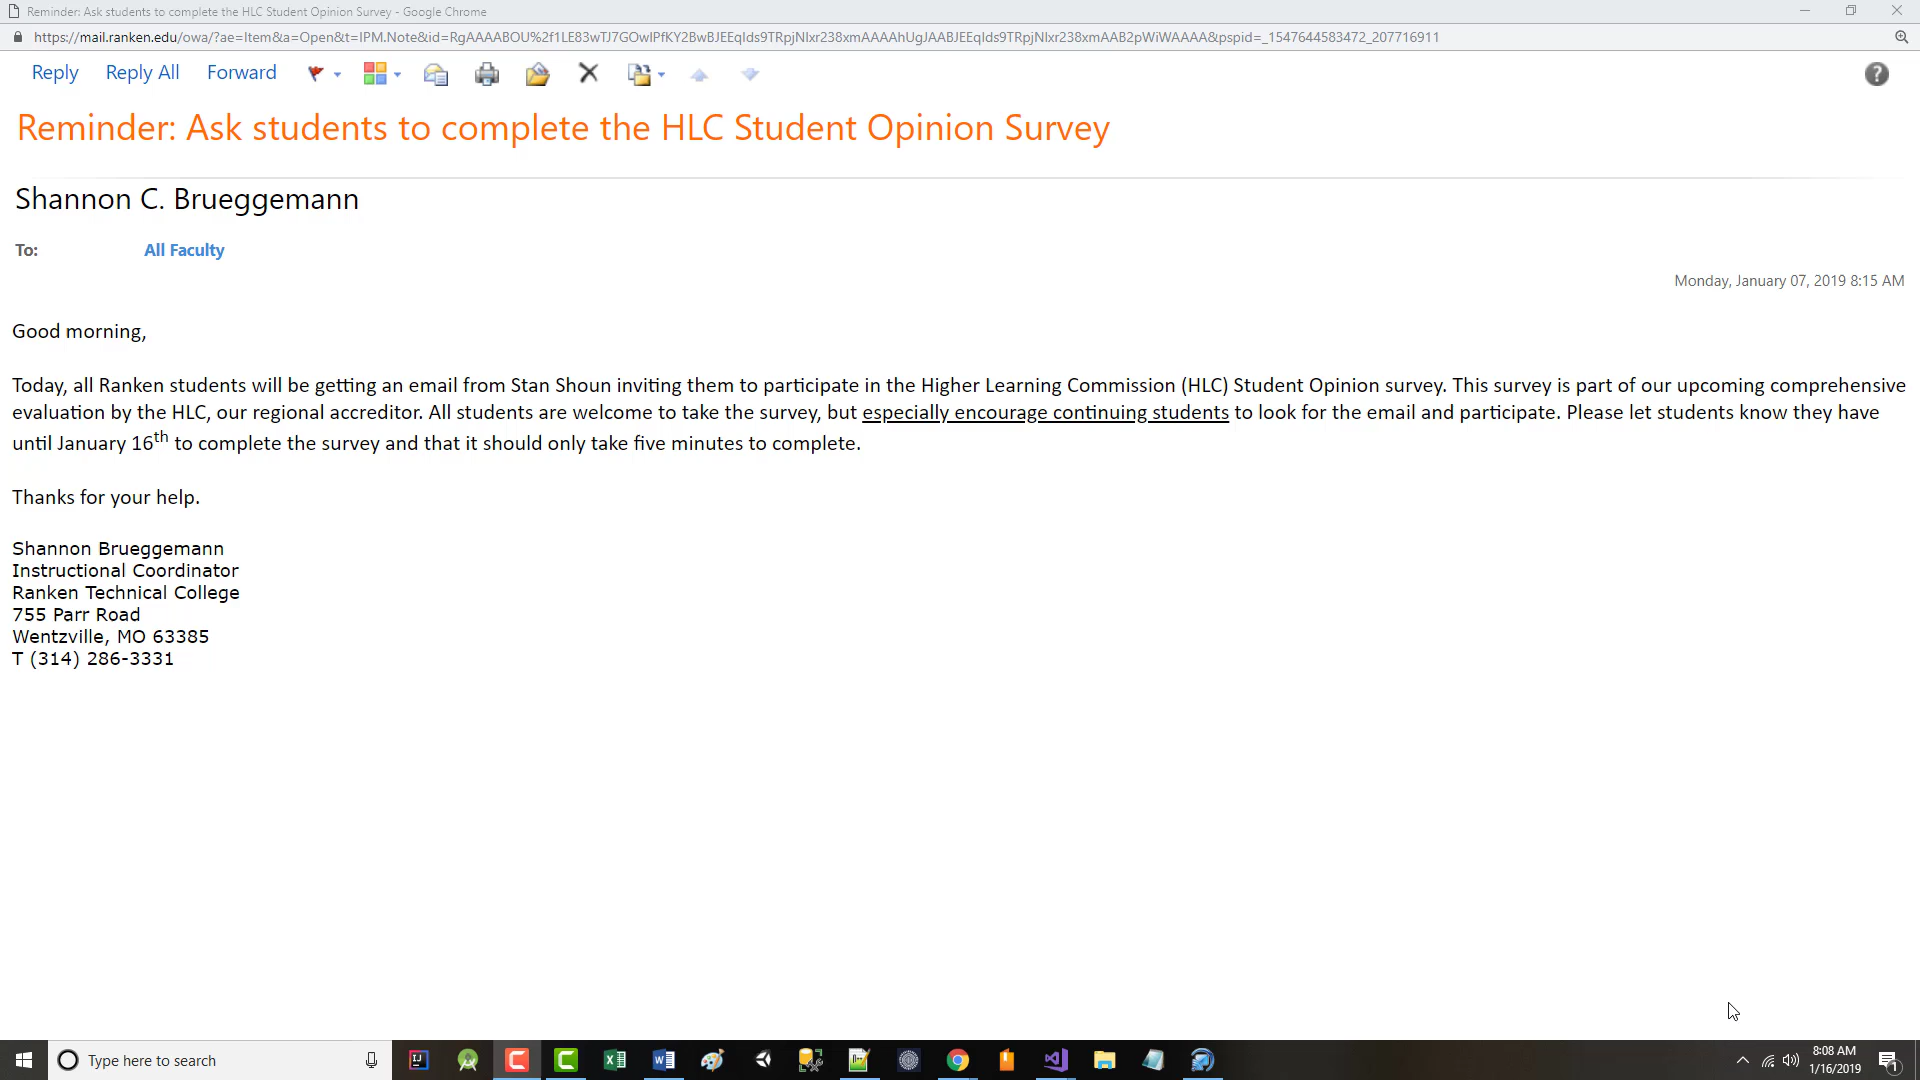 Reminder: Ask students to complete the HLC Student Opinion Survey - Google Chrome
https://mail.ranken.edu/owa/?ae=Item&a=Open&t=IPM.Note&id=RgAAAABOU%2f1LE83wTJ7GOwIPfKY2BwBJEEqIds9TRpjNIxr238xmAAAAhUgJAABJEEqIds9TRpjNIxr238xmAAB2pWiWAAAA&pspid=_1547644583472_207716911
Reply Reply All Forward
Reminder: Ask students to complete the HLC Student Opinion Survey
Shannon C. Brueggemann
To: All Faculty
Monday, January 07, 2019 8:15 AM
Good morning,
Today, all Ranken students will be getting an email from Stan Shoun inviting them to participate in the Higher Learning Commission (HLC) Student Opinion survey. This survey is part of our upcoming comprehensive
evaluation by the HLC, our regional accreditor. All students are welcome to take the survey, but especially encourage continuing students to look for the email and participate. Please let students know they have
until January 16th to complete the survey and that it should only take five minutes to complete.
Thanks for your help.
Shannon Brueggemann
Instructional Coordinator
Ranken Technical College
755 Parr Road
Wentzville, MO 63385
T (314) 286-3331
Type here to search
8:08 AM
1/16/2019